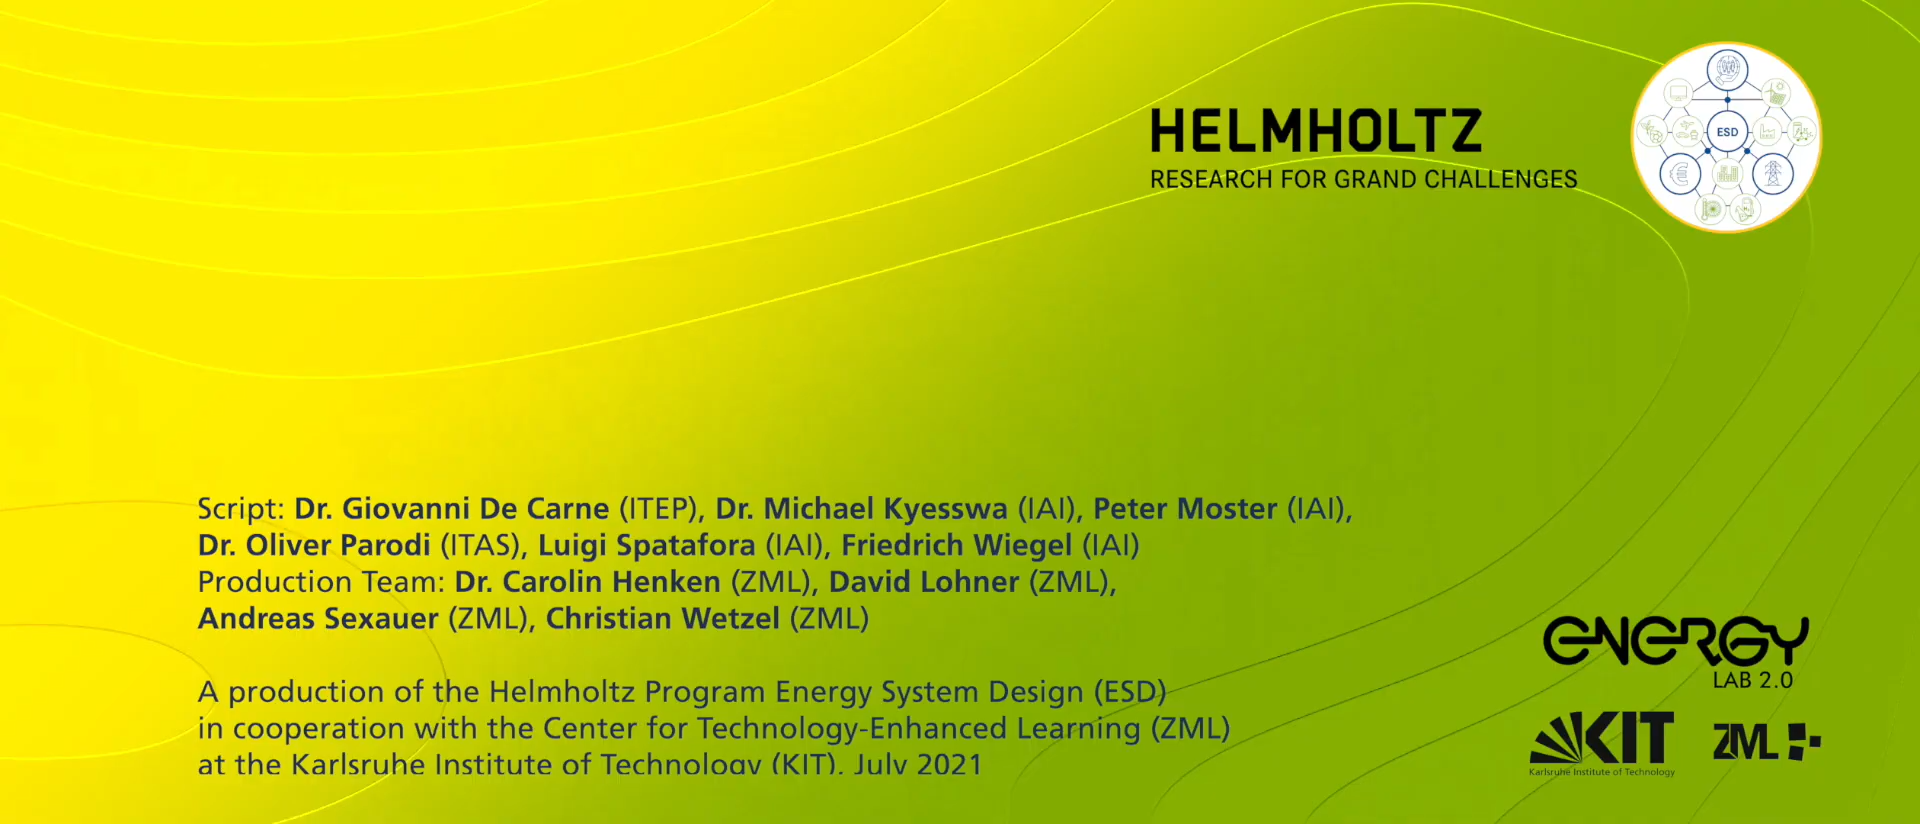 HELMHOLTZ
RESEARCH FOR GRAND CHALLENGES
ESD
Script: Dr. Giovanni De Carne (ITEP), Dr. Michael Kyesswa (IAI), Peter Moster (IAI),
Dr. Oliver Parodi (ITAS), Luigi Spatafora (IAI), Friedrich Wiegel (IAI)
Production Team: Dr. Carolin Henken (ZML), David Lohner (ZML),
Andreas Sexauer (ZML), Christian Wetzel (ZML)
A production of the Helmholtz Program Energy System Design (ESD)
in cooperation with the Center for Technology-Enhanced Learning (ZML)
at the Karlsruhe Institute of Technology (KIT), July 2021
eNeRGY
LAB 2.0
KIT
Karlsruhe Institute of Technology
ZML